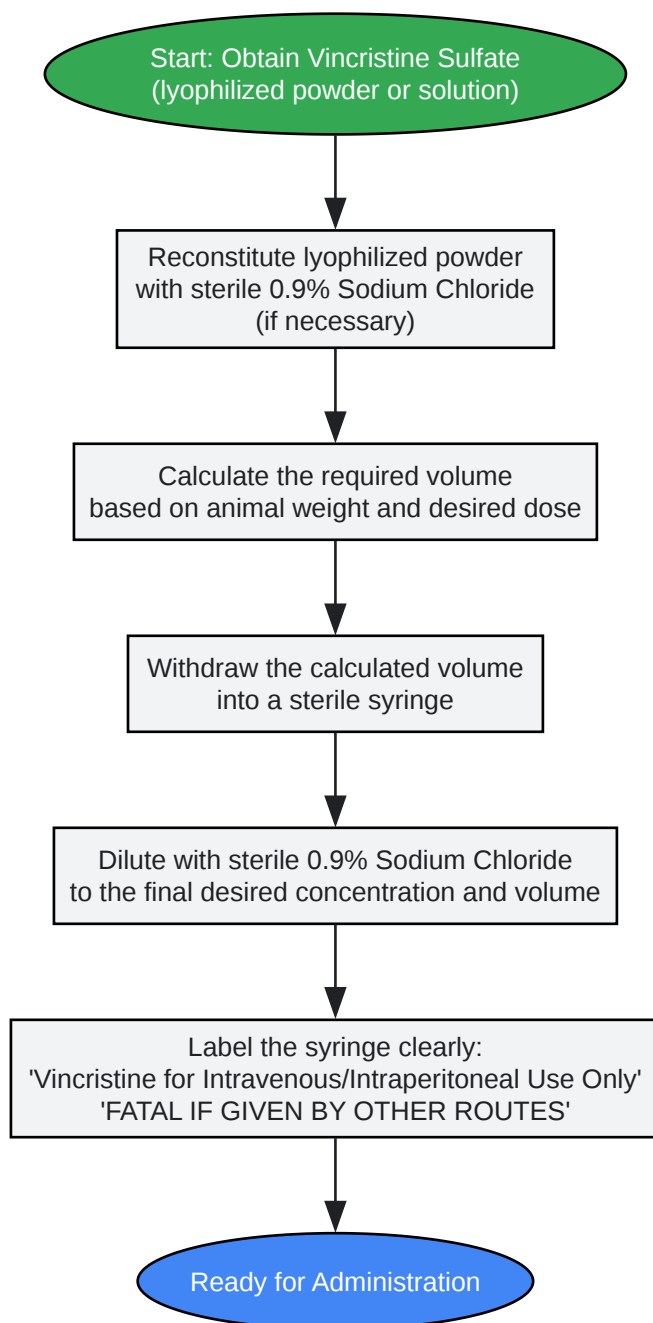 Start: Obtain Vincristine Sulfate
(lyophilized powder or solution)
Reconstitute lyophilized powder
with sterile 0.9% Sodium Chloride
(if necessary)
Calculate the required volume
based on animal weight and desired dose
Withdraw the calculated volume
into a sterile syringe
Dilute with sterile 0.9% Sodium Chloride
to the final desired concentration and volume
Label the syringe clearly:
'Vincristine for Intravenous/Intraperitoneal Use Only'
'FATAL IF GIVEN BY OTHER ROUTES'
Ready for Administration